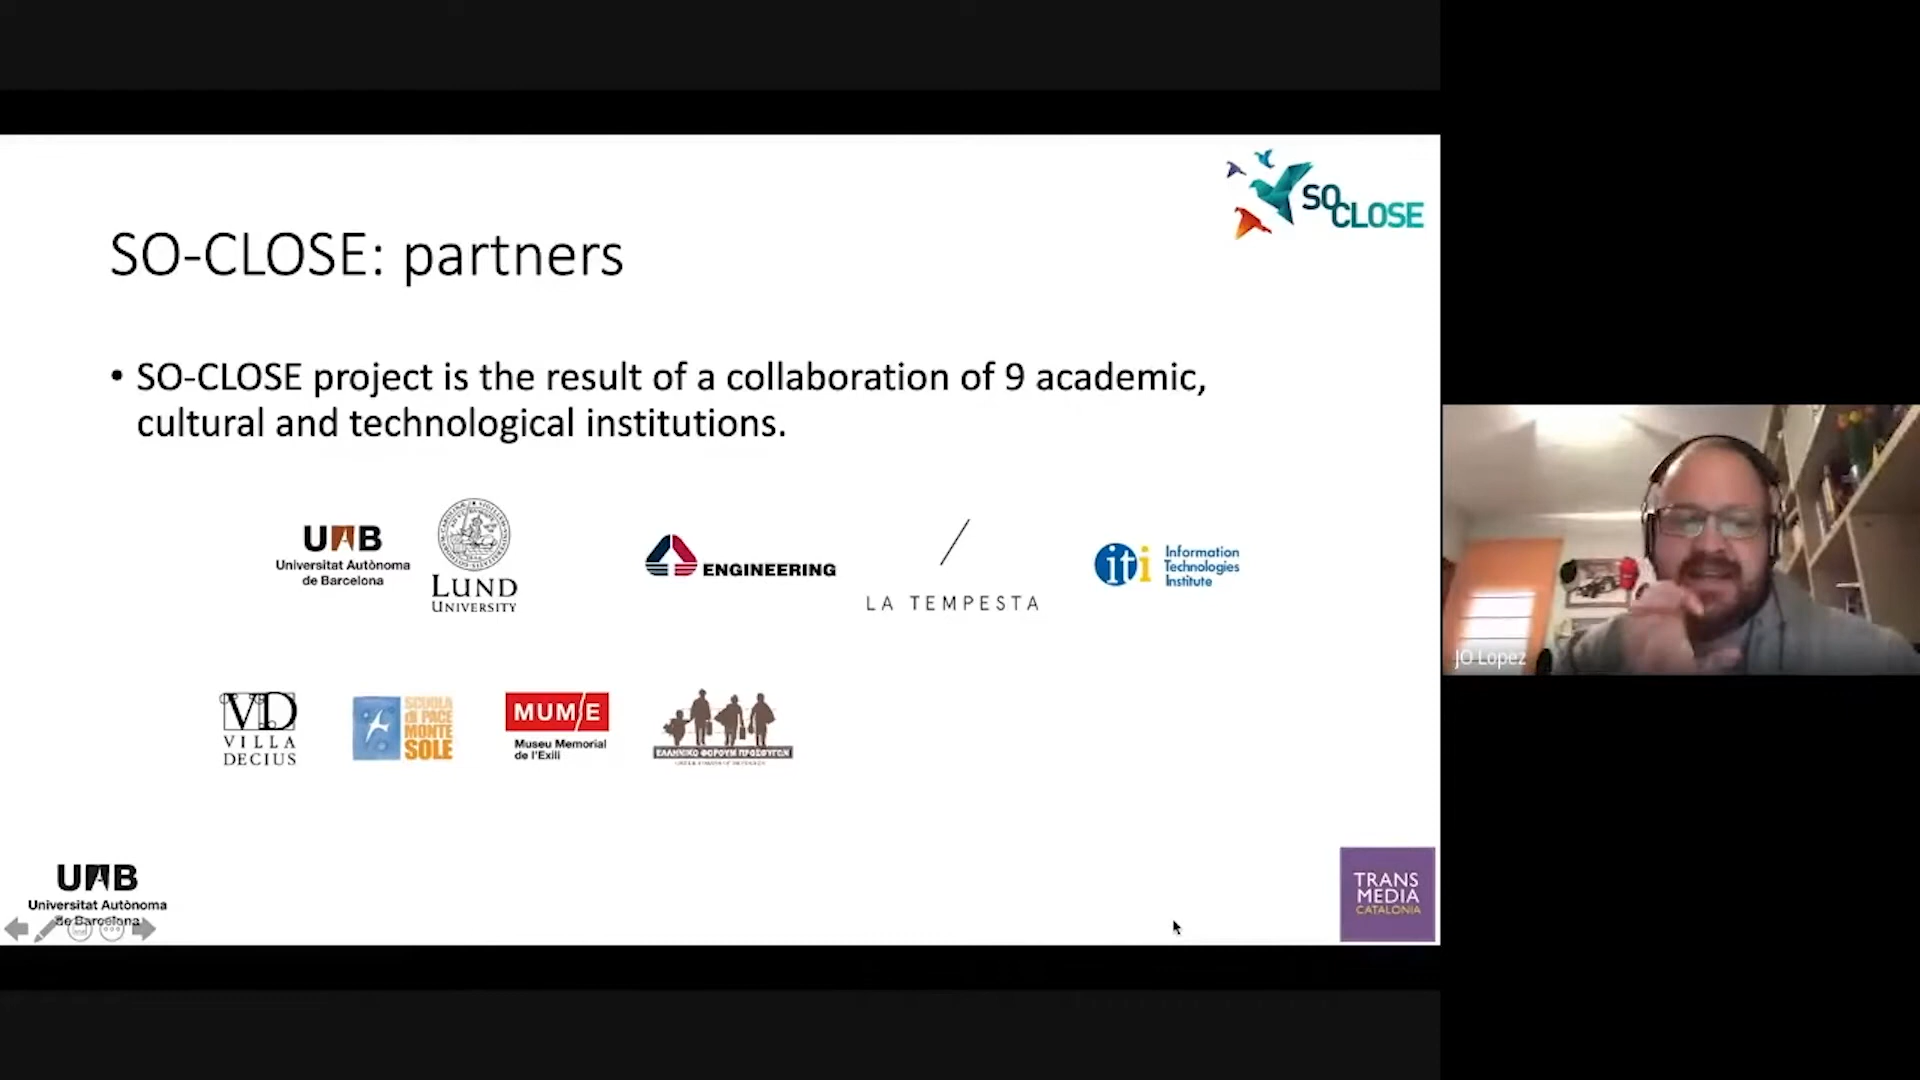 SO CLOSE
SO-CLOSE: partners
• SO-CLOSE project is the result of a collaboration of 9 academic,
cultural and technological institutions.
UAB
Universitat Autònoma
de Barcelona
LUND
UNIVERSITY
ENGINEERING
LA TEMPESTA
iti
Information
Technologies
Institute
VD
VILLA
DECIUS
SCUOLA
di PACE
MONTE
SOLE
MUM/E
Museu Memorial
de l'Exili
ΕΛΛΗΝΙΚΟ ΦΟΡΟΥΜ ΠΡΟΣΦΥΓΩΝ
JO Lopez
UAB
Universitat Autònoma
de Barcelona
TRANS
MEDIA
CATALONIA